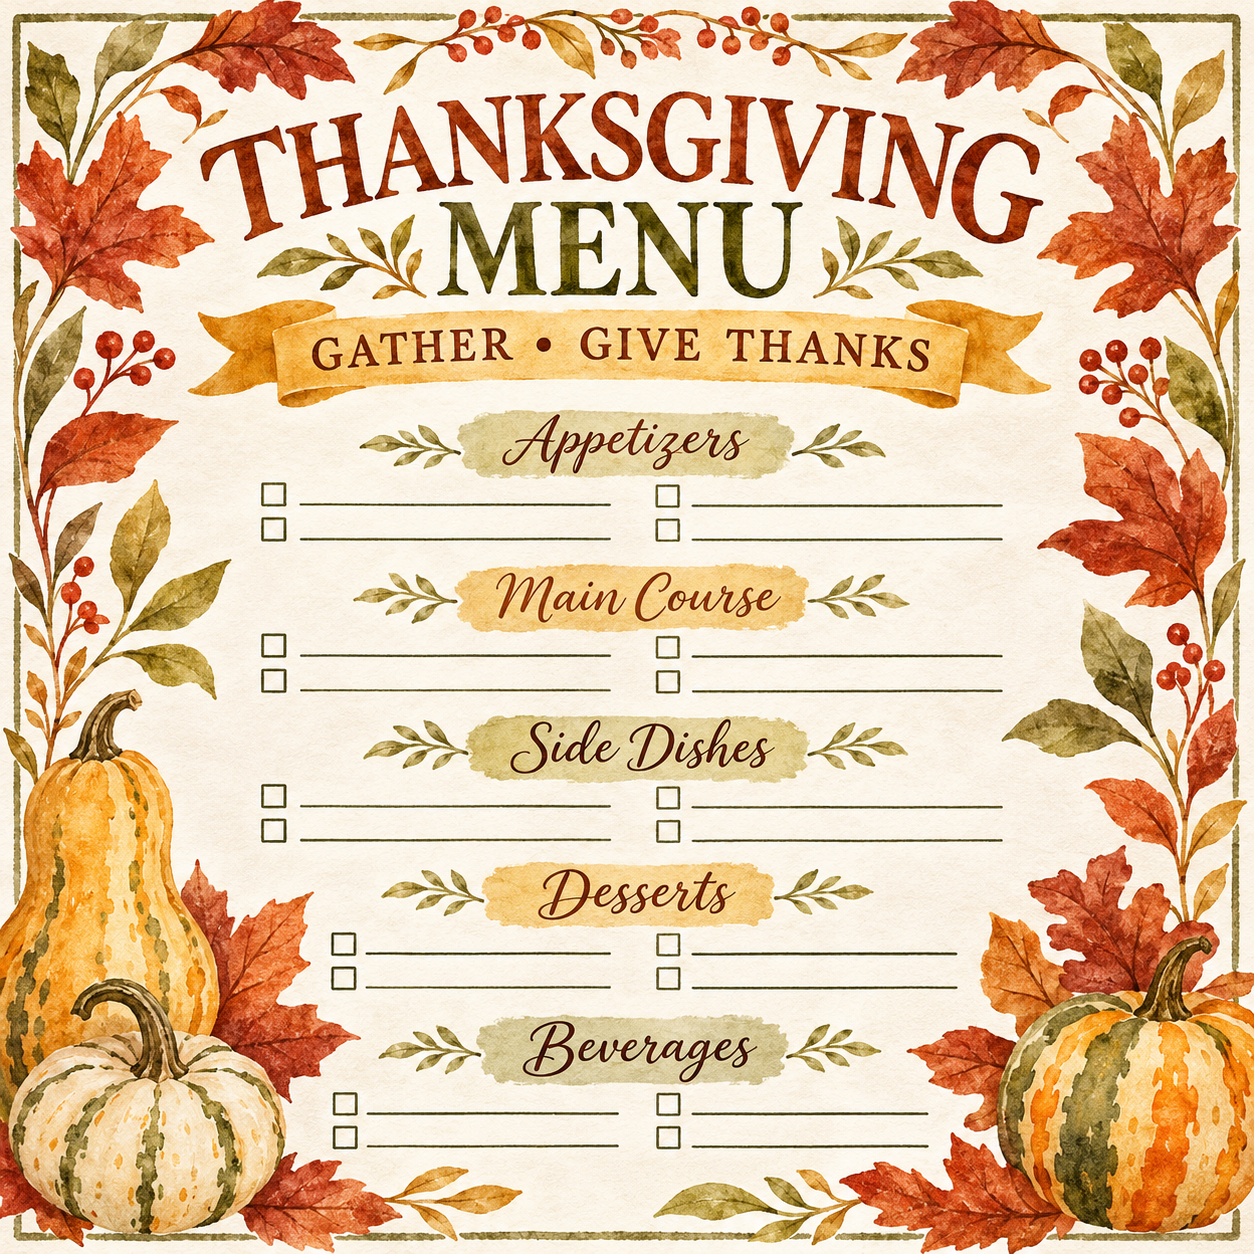 THANKSGIVING
MENU
GATHER • GIVE THANKS
Appetizers
Main Course
Side Dishes
Desserts
Beverages